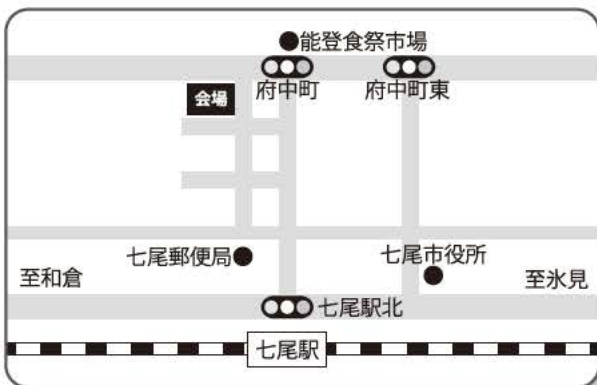 能登食祭市場
府中町
府中町東
会場
七尾郵便局
七尾市役所
至和倉
至氷見
七尾駅北
七尾駅